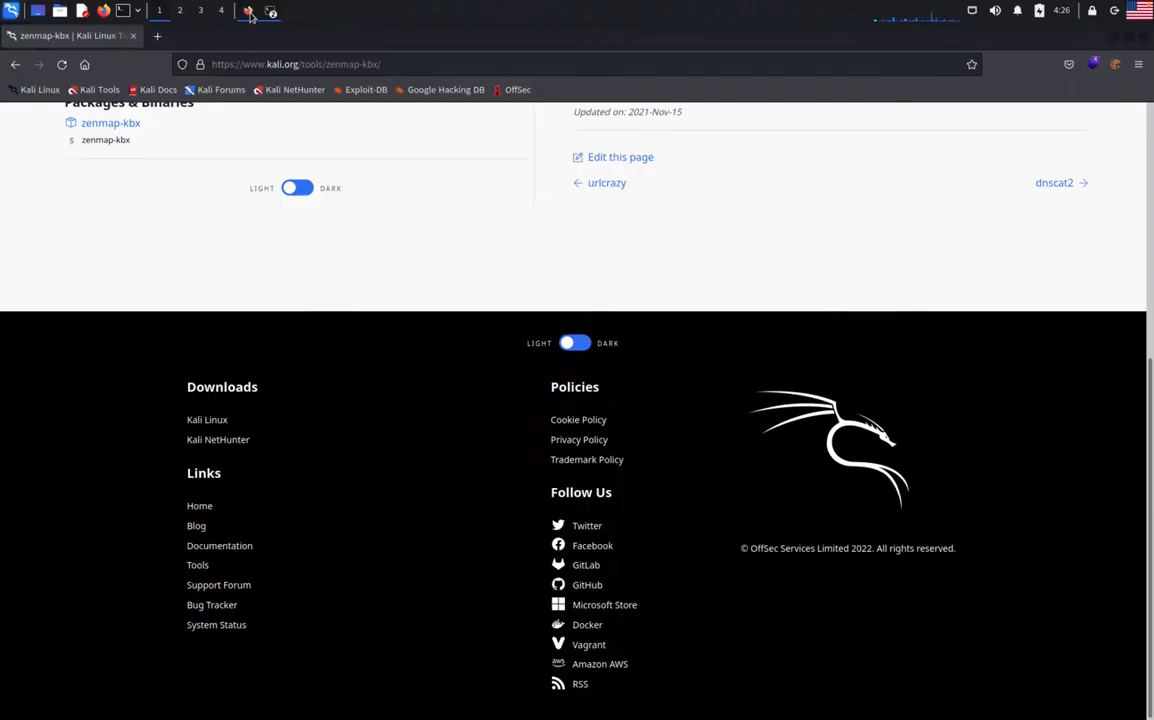 1 2 3 4 2 4:26
zenmap-kbx | Kali Linux T
https://www.kali.org/tools/zenmap-kbx/
Kali Linux Kali Tools Kali Docs Kali Forums Kali NetHunter Exploit-DB Google Hacking DB OffSec
Packages & Binaries
zenmap-kbx
$ zenmap-kbx
LIGHT DARK
Updated on: 2021-Nov-15
Edit this page
← urlcrazy
dnscat2 →
LIGHT DARK
Downloads
Kali Linux
Kali NetHunter
Links
Home
Blog
Documentation
Tools
Support Forum
Bug Tracker
System Status
Policies
Cookie Policy
Privacy Policy
Trademark Policy
Follow Us
Twitter
Facebook
GitLab
GitHub
Microsoft Store
Docker
Vagrant
aws Amazon AWS
RSS
© OffSec Services Limited 2022. All rights reserved.